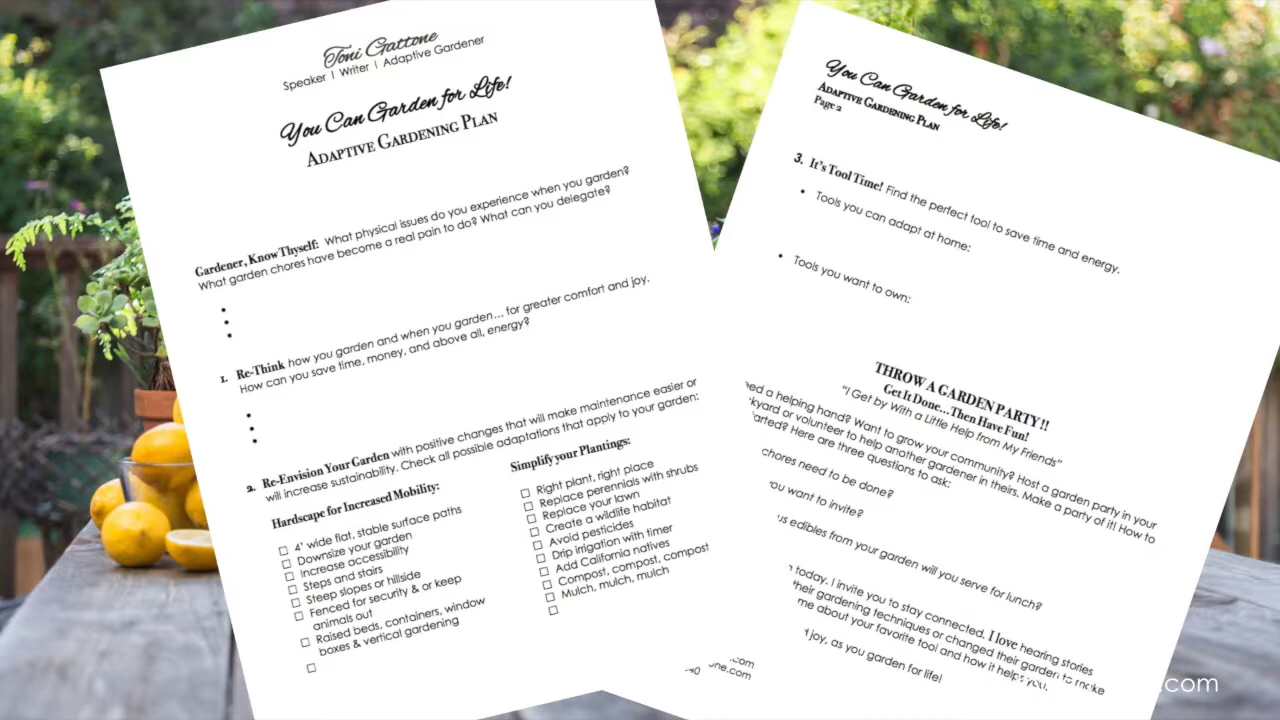 Toni Gattone
Speaker | Writer | Adaptive Gardener
You Can Garden for Life!
ADAPTIVE GARDENING PLAN
Gardener, Know Thyself: What physical issues do you experience when you garden?
What garden chores have become a real pain to do? What can you delegate?
•
•
•
1. Re-Think how you garden and when you garden... for greater comfort and joy.
How can you save time, money, and above all, energy?
•
•
•
2. Re-Envision Your Garden with positive changes that will make maintenance easier or
will increase sustainability. Check all possible adaptations that apply to your garden:
Hardscape for Increased Mobility:
☐ 4' wide flat, stable surface paths
☐ Downsize your garden
☐ Increase accessibility
☐ Steps and stairs
☐ Steep slopes or hillside
☐ Fenced for security & or keep
animals out
☐ Raised beds, containers, window
boxes & vertical gardening
☐
Simplify your Plantings:
☐ Right plant, right place
☐ Replace perennials with shrubs
☐ Replace your lawn
☐ Create a wildlife habitat
☐ Avoid pesticides
☐ Drip irrigation with timer
☐ Add California natives
☐ Compost, compost, compost
☐ Mulch, mulch, mulch
☐
You Can Garden for Life!
ADAPTIVE GARDENING PLAN
Page 2
3. It's Tool Time! Find the perfect tool to save time and energy.
• Tools you can adapt at home:
• Tools you want to own:
THROW A GARDEN PARTY!!
Get It Done...Then Have Fun!
"I Get by With a Little Help from My Friends"
a helping hand? Want to grow your community? Host a garden party in your
or volunteer to help another gardener in theirs. Make a party of it! How to
Here are three questions to ask:
chores need to be done?
you want to invite?
edibles from your garden will you serve for lunch?
today. I invite you to stay connected. I love hearing stories
their gardening techniques or changed their garden to make
me about your favorite tool and how it helps you.
joy, as you garden for life!
.com
.com
.com